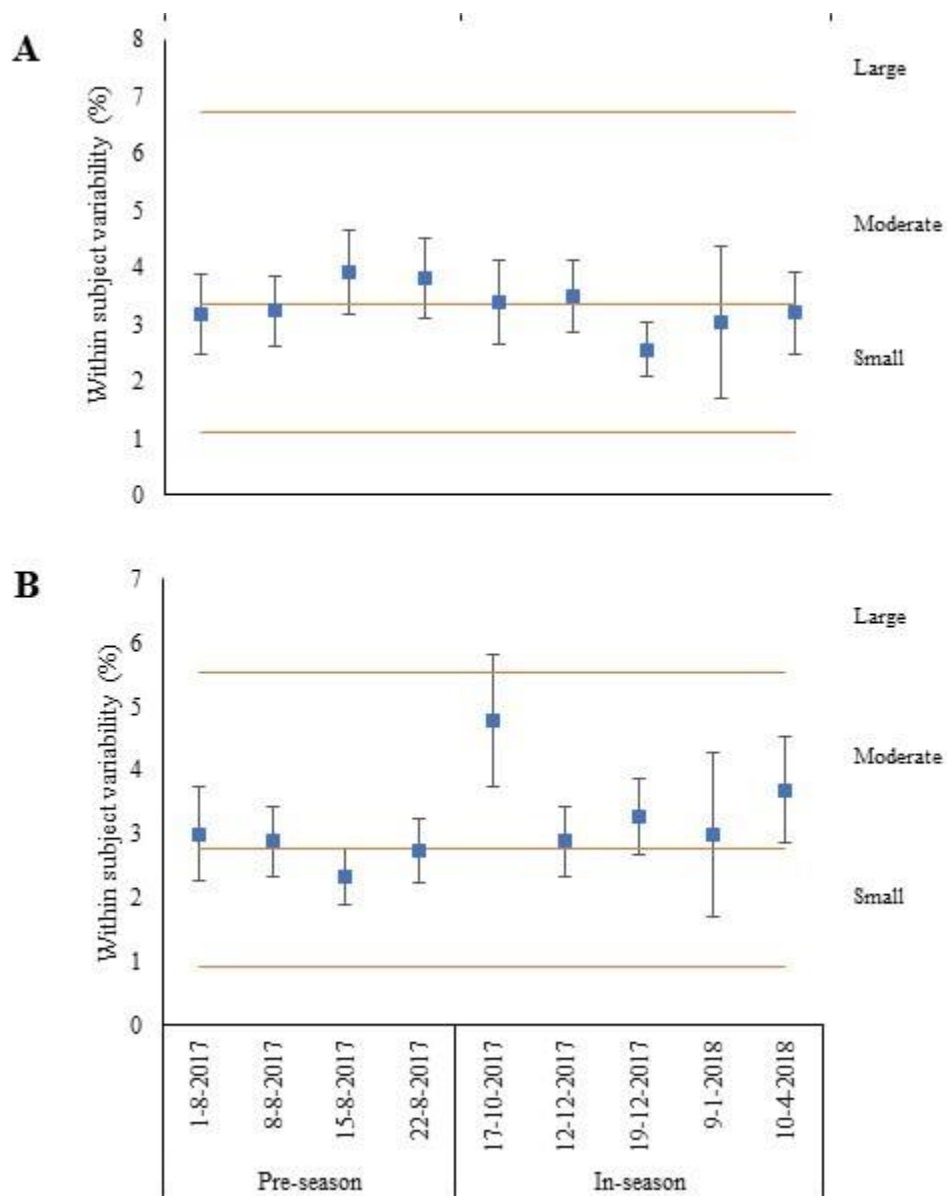 A
Within subject variability (%)
8
7
6
5
4
3
2
1
0
Large
Moderate
Small
B
Within subject variability (%)
7
6
5
4
3
2
1
0
Large
Moderate
Small
1-8-2017
8-8-2017
15-8-2017
22-8-2017
17-10-2017
12-12-2017
19-12-2017
9-1-2018
10-4-2018
Pre-season
In-season